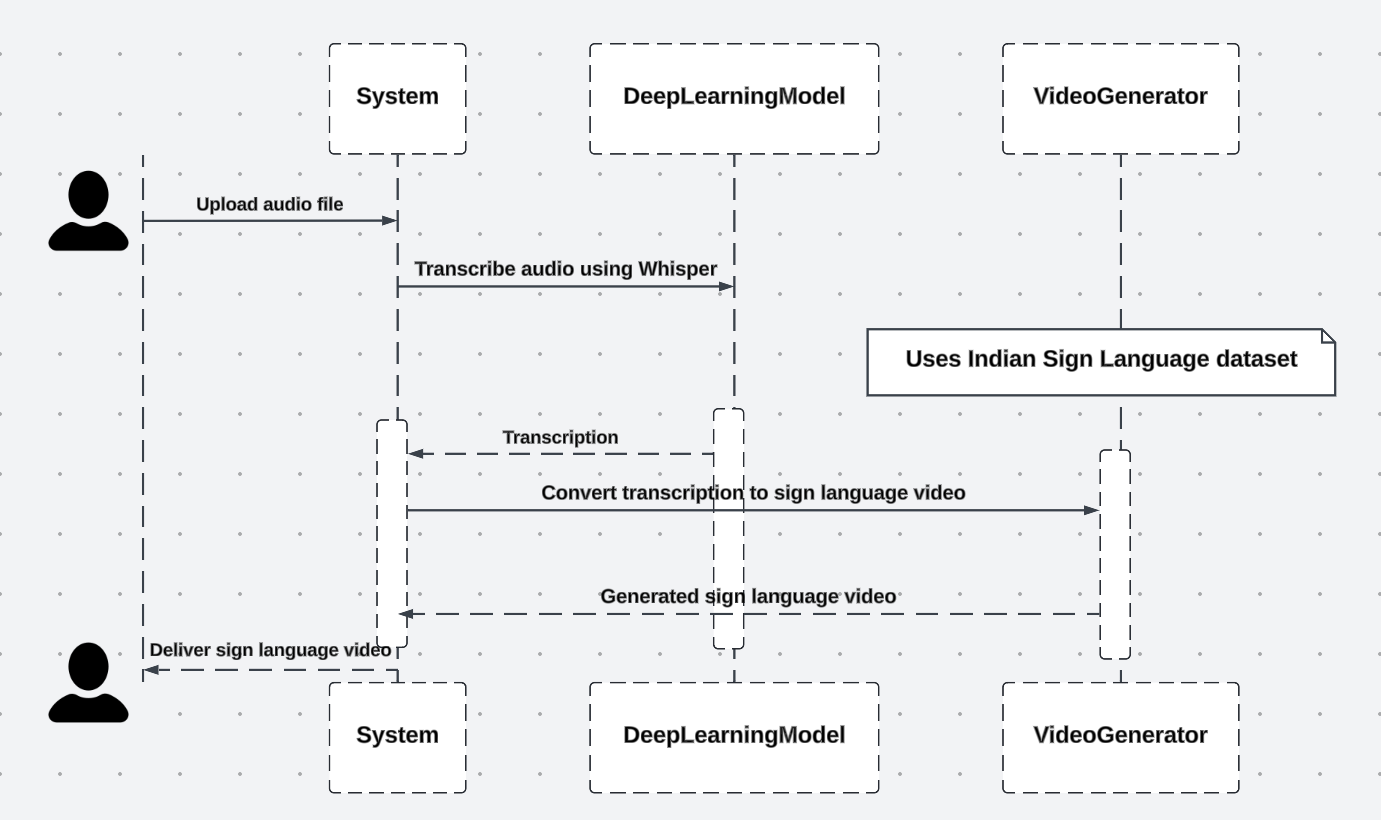 System
DeepLearningModel
VideoGenerator
Upload audio file
Transcribe audio using Whisper
Uses Indian Sign Language dataset
Transcription
Convert transcription to sign language video
Generated sign language video
Deliver sign language video
System
DeepLearningModel
VideoGenerator